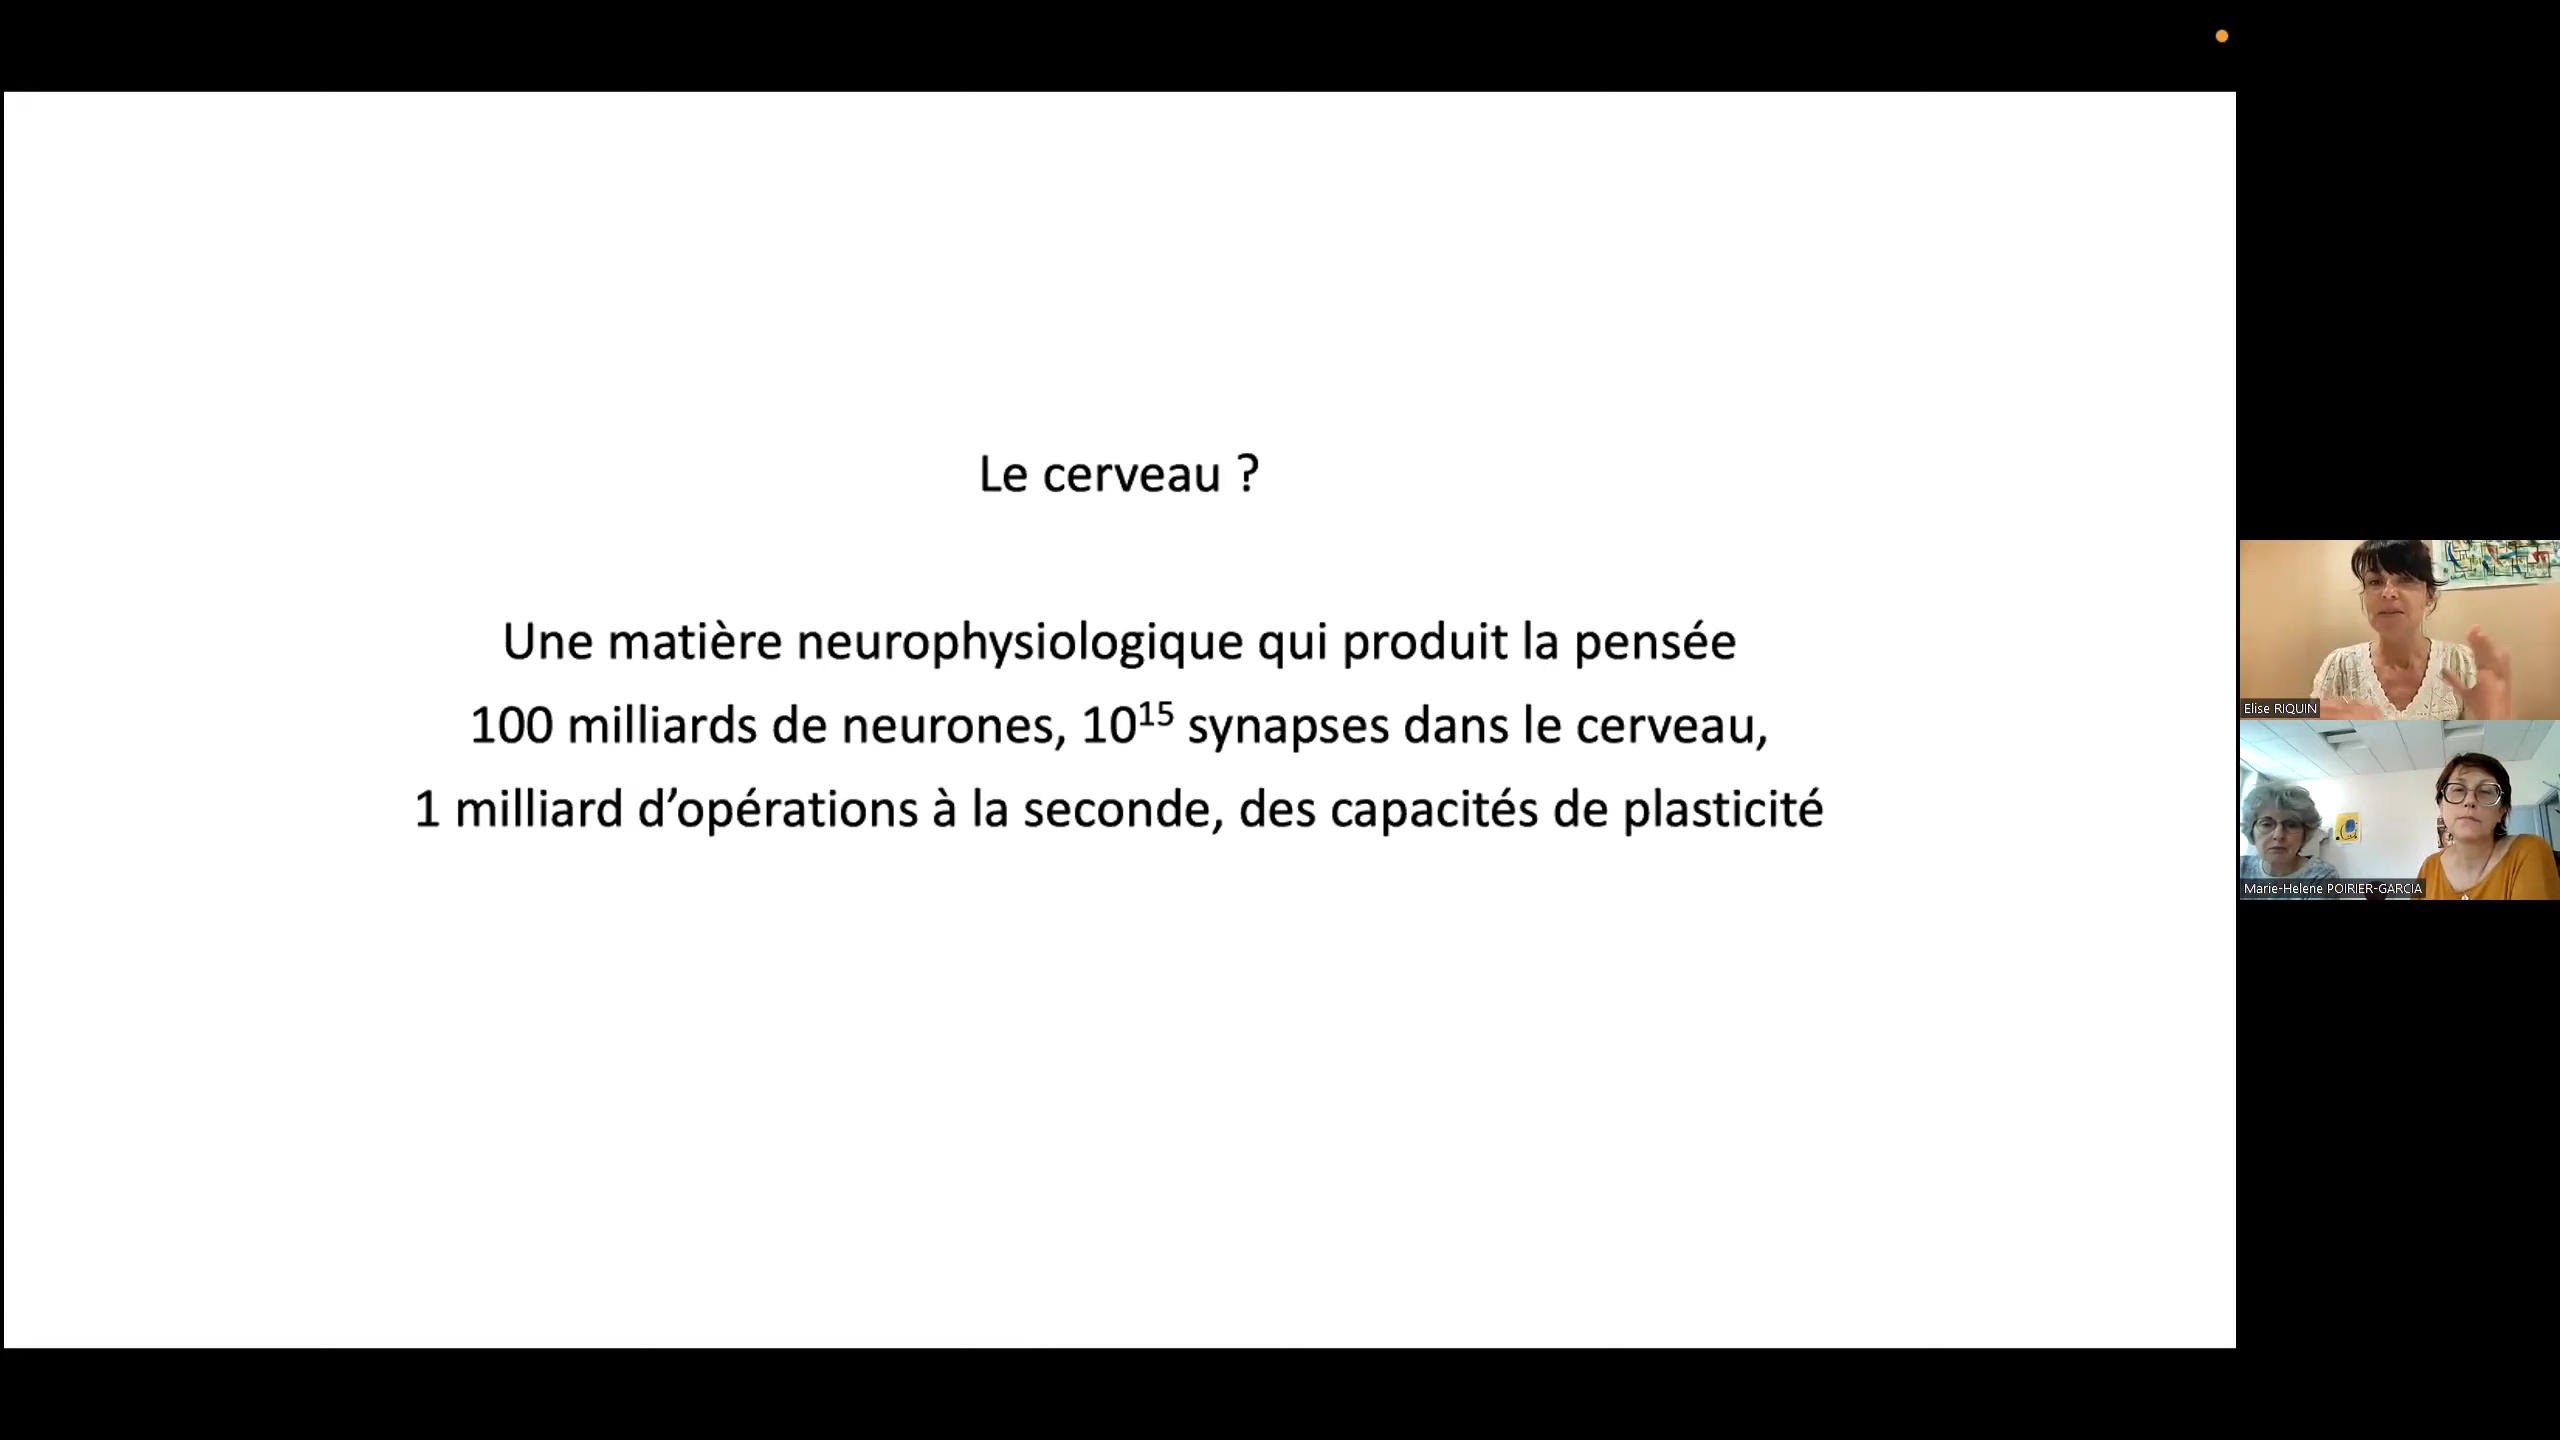 Le cerveau ?
Une matière neurophysiologique qui produit la pensée
100 milliards de neurones, 10¹⁵ synapses dans le cerveau,
1 milliard d’opérations à la seconde, des capacités de plasticité
Elise RIQUIN
Marie-Helene POIRIER-GARCIA